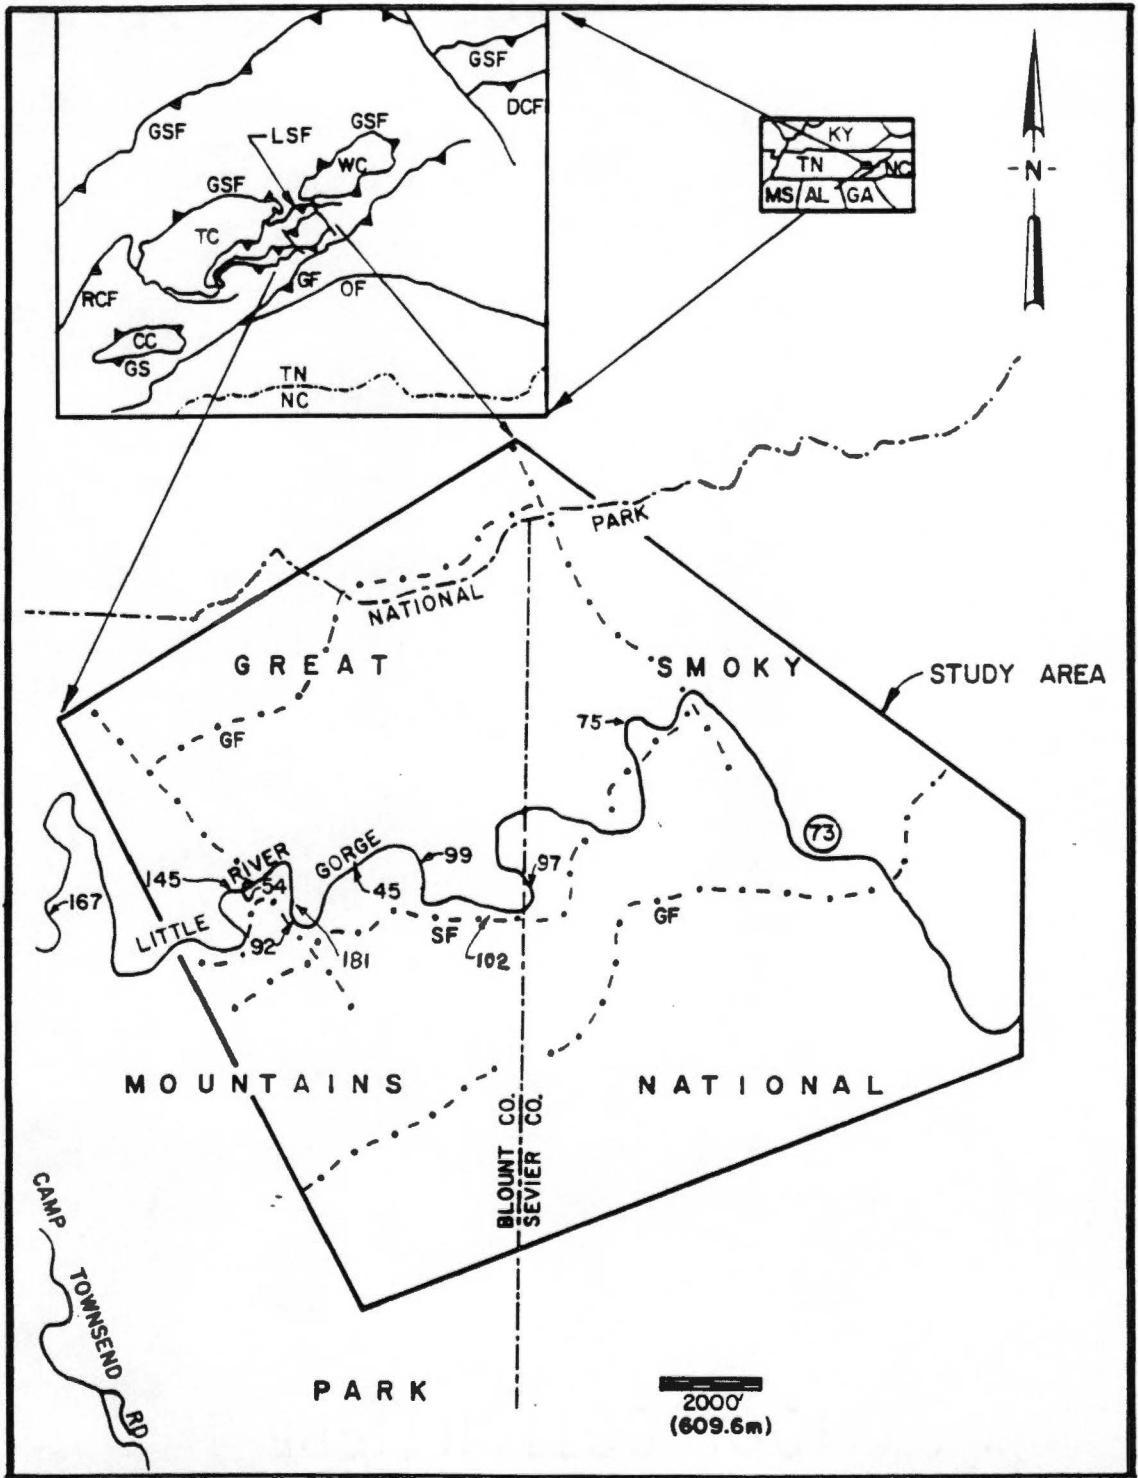 GSF
DCF
GSF
LSF
GSF
WC
GSF
TC
RCF
GF
OF
CC
GS
TN
NC
KY
TN
NC
MS
AL
GA
-N-
PARK
NATIONAL
GREAT
SMOKY
STUDY AREA
GF
75
73
RIVER
GORGE
99
97
145
54
45
167
LITTLE
92
181
SF
102
GF
MOUNTAINS
NATIONAL
BLOUNT CO.
SEVIER CO.
CAMP
TOWNSEND
RD
PARK
2000'
(609.6m)